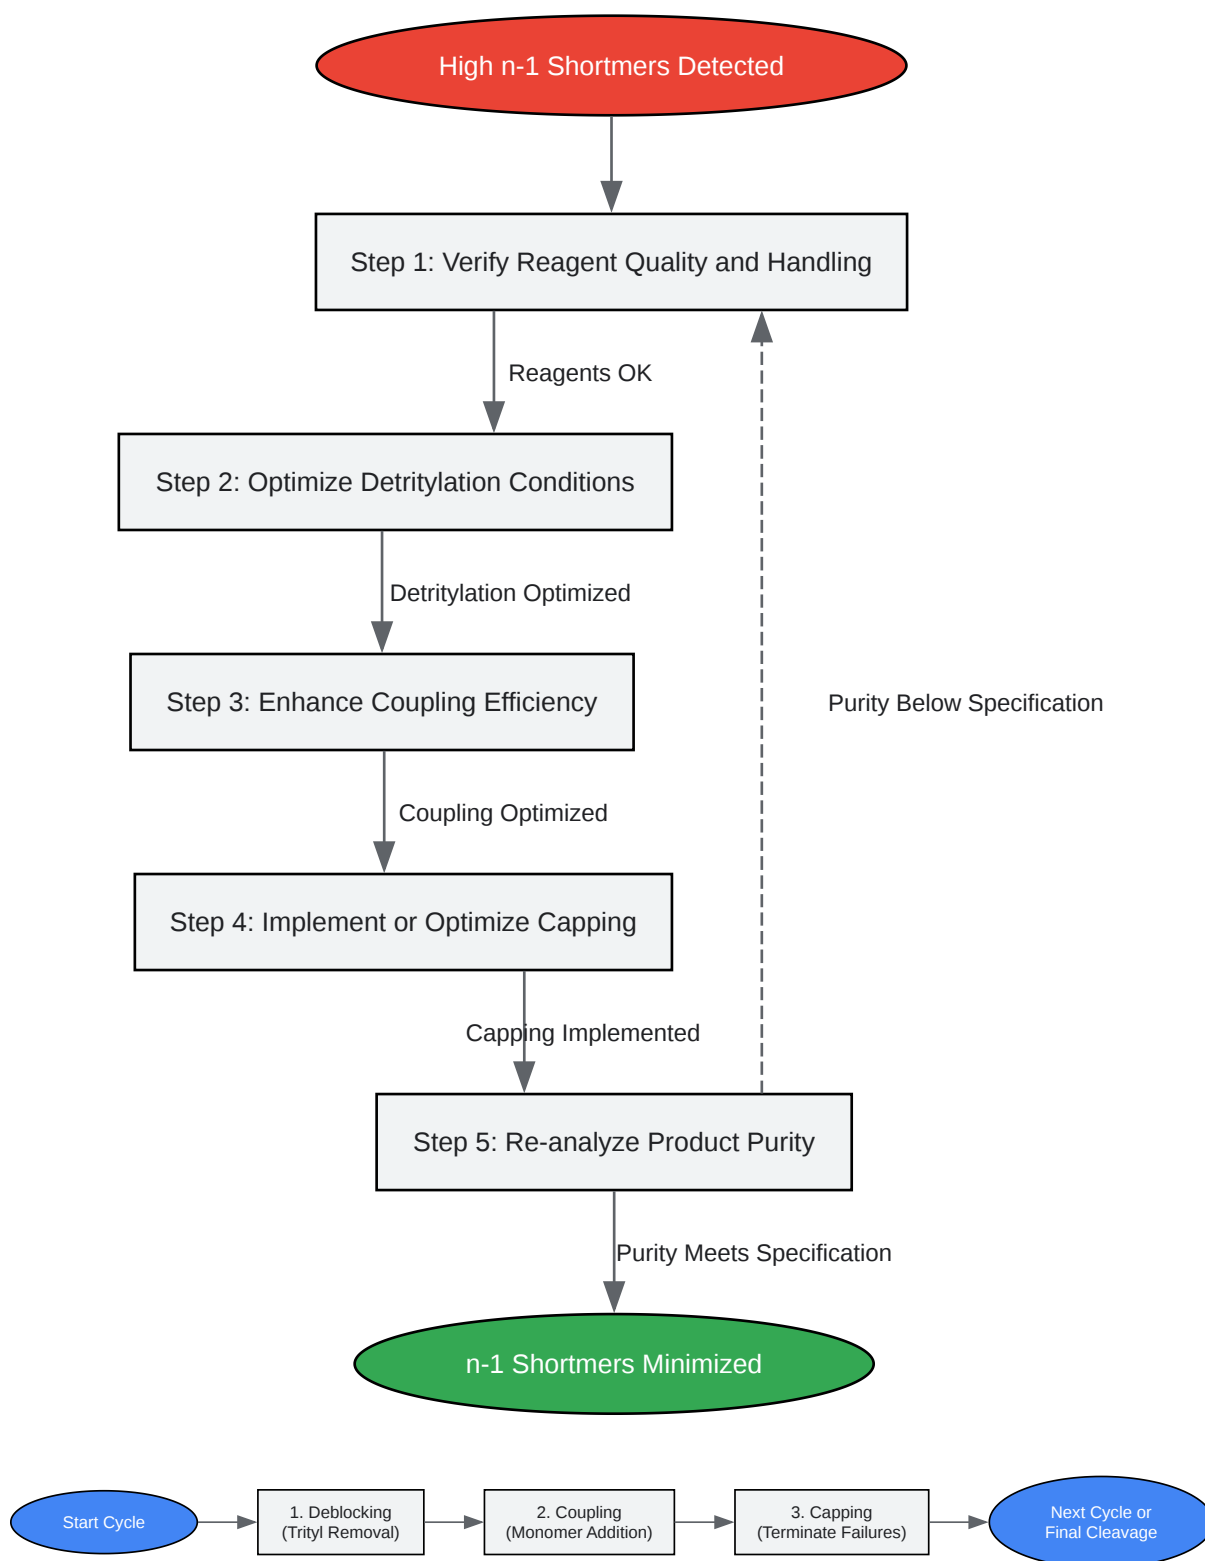 High n-1 Shortmers Detected
Step 1: Verify Reagent Quality and Handling
Reagents OK
Step 2: Optimize Detritylation Conditions
Detritylation Optimized
Step 3: Enhance Coupling Efficiency
Purity Below Specification
Coupling Optimized
Step 4: Implement or Optimize Capping
Capping Implemented
Step 5: Re-analyze Product Purity
Purity Meets Specification
n-1 Shortmers Minimized
Start Cycle
1. Deblocking
(Trityl Removal)
2. Coupling
(Monomer Addition)
3. Capping
(Terminate Failures)
Next Cycle or
Final Cleavage